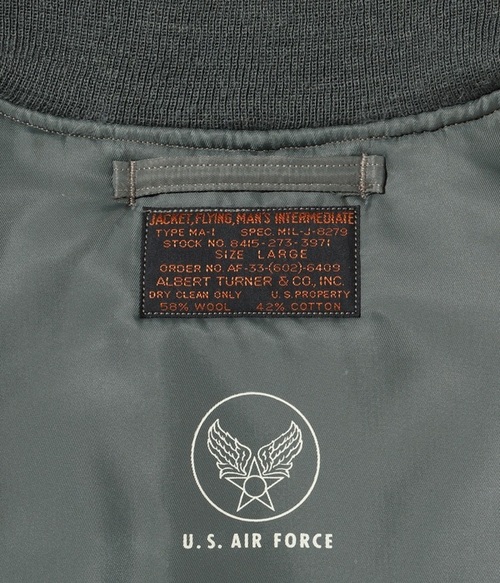 JACKET, FLYING, MAN'S INTERMEDIATE
TYPE MA-1 SPEC. MIL-J-8279
STOCK NO. 8415-273-3971
SIZE LARGE
ORDER NO. AF-33-(602)-6409
ALBERT TURNER & CO., INC.
DRY CLEAN ONLY U.S. PROPERTY
58% WOOL 42% COTTON
U.S. AIR FORCE